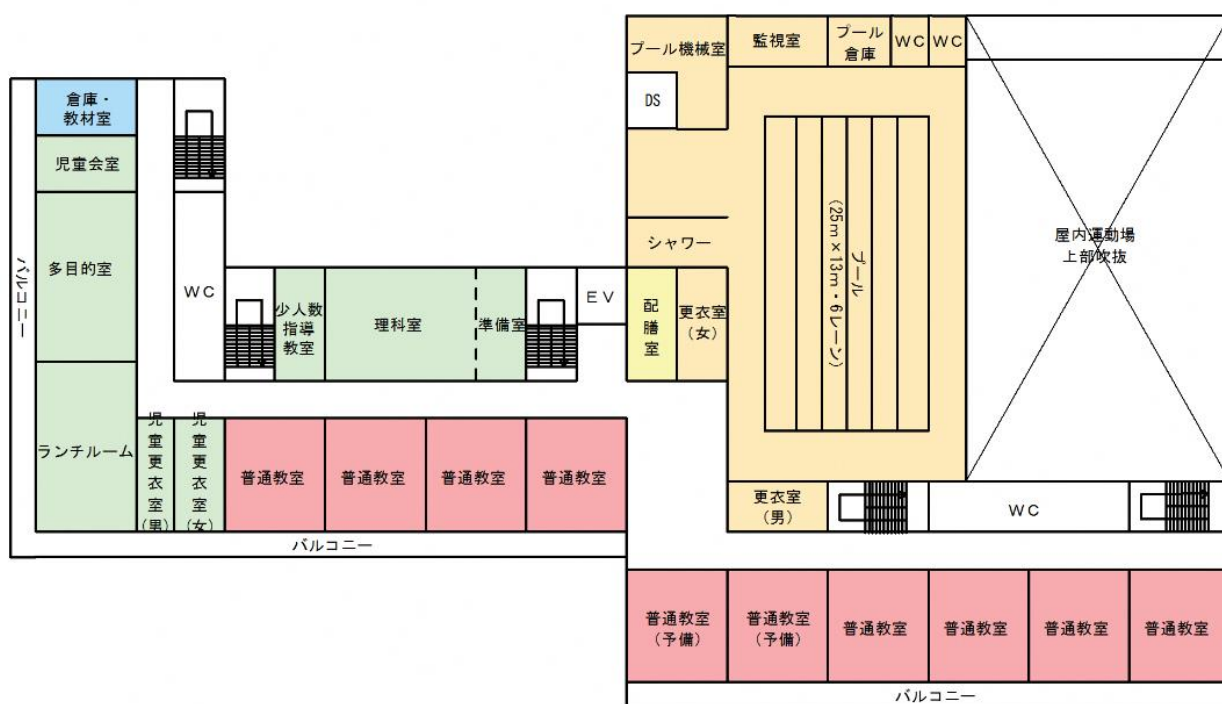 プール機械室
監視室
プール
倉庫
WC
WC
DS
倉庫・
教材室
児童会室
多目的室
バルコニー
WC
シャワー
プール
(25m×13m・6レーン)
屋内運動場
上部吹抜
少人数
指導
教室
理科室
準備室
EV
配膳室
更衣室
(女)
ランチルーム
児童更衣室(男)
児童更衣室(女)
普通教室
普通教室
普通教室
普通教室
更衣室
(男)
WC
バルコニー
普通教室
(予備)
普通教室
(予備)
普通教室
普通教室
普通教室
普通教室
バルコニー